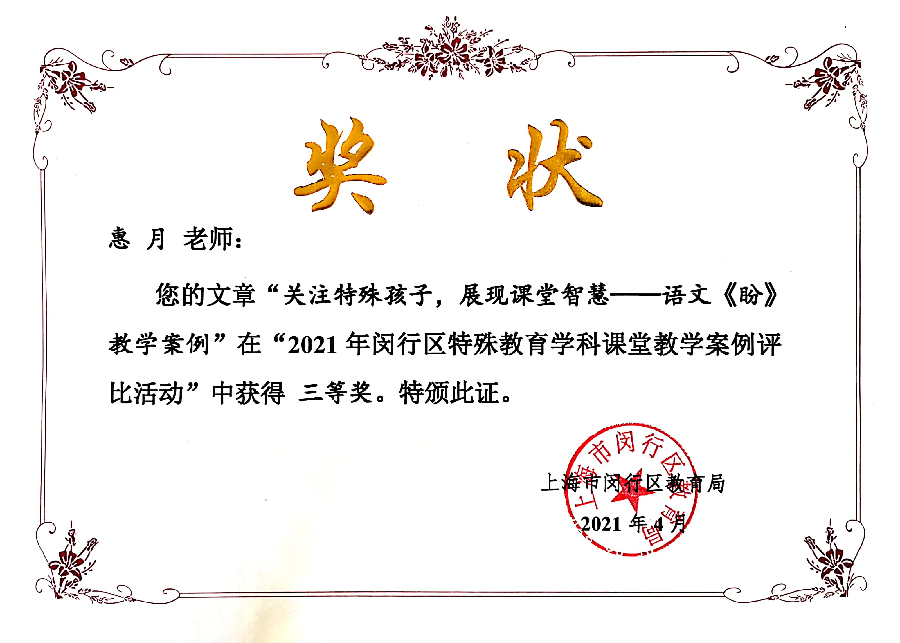 奖 状
惠 月 老师：
您的文章“关注特殊孩子，展现课堂智慧——语文《盼》
教学案例”在“2021年闵行区特殊教育学科课堂教学案例评
比活动”中获得 三等奖。特颁此证。
上海市闵行区教育局
上海市闵行区教育局
2021 年 4 月